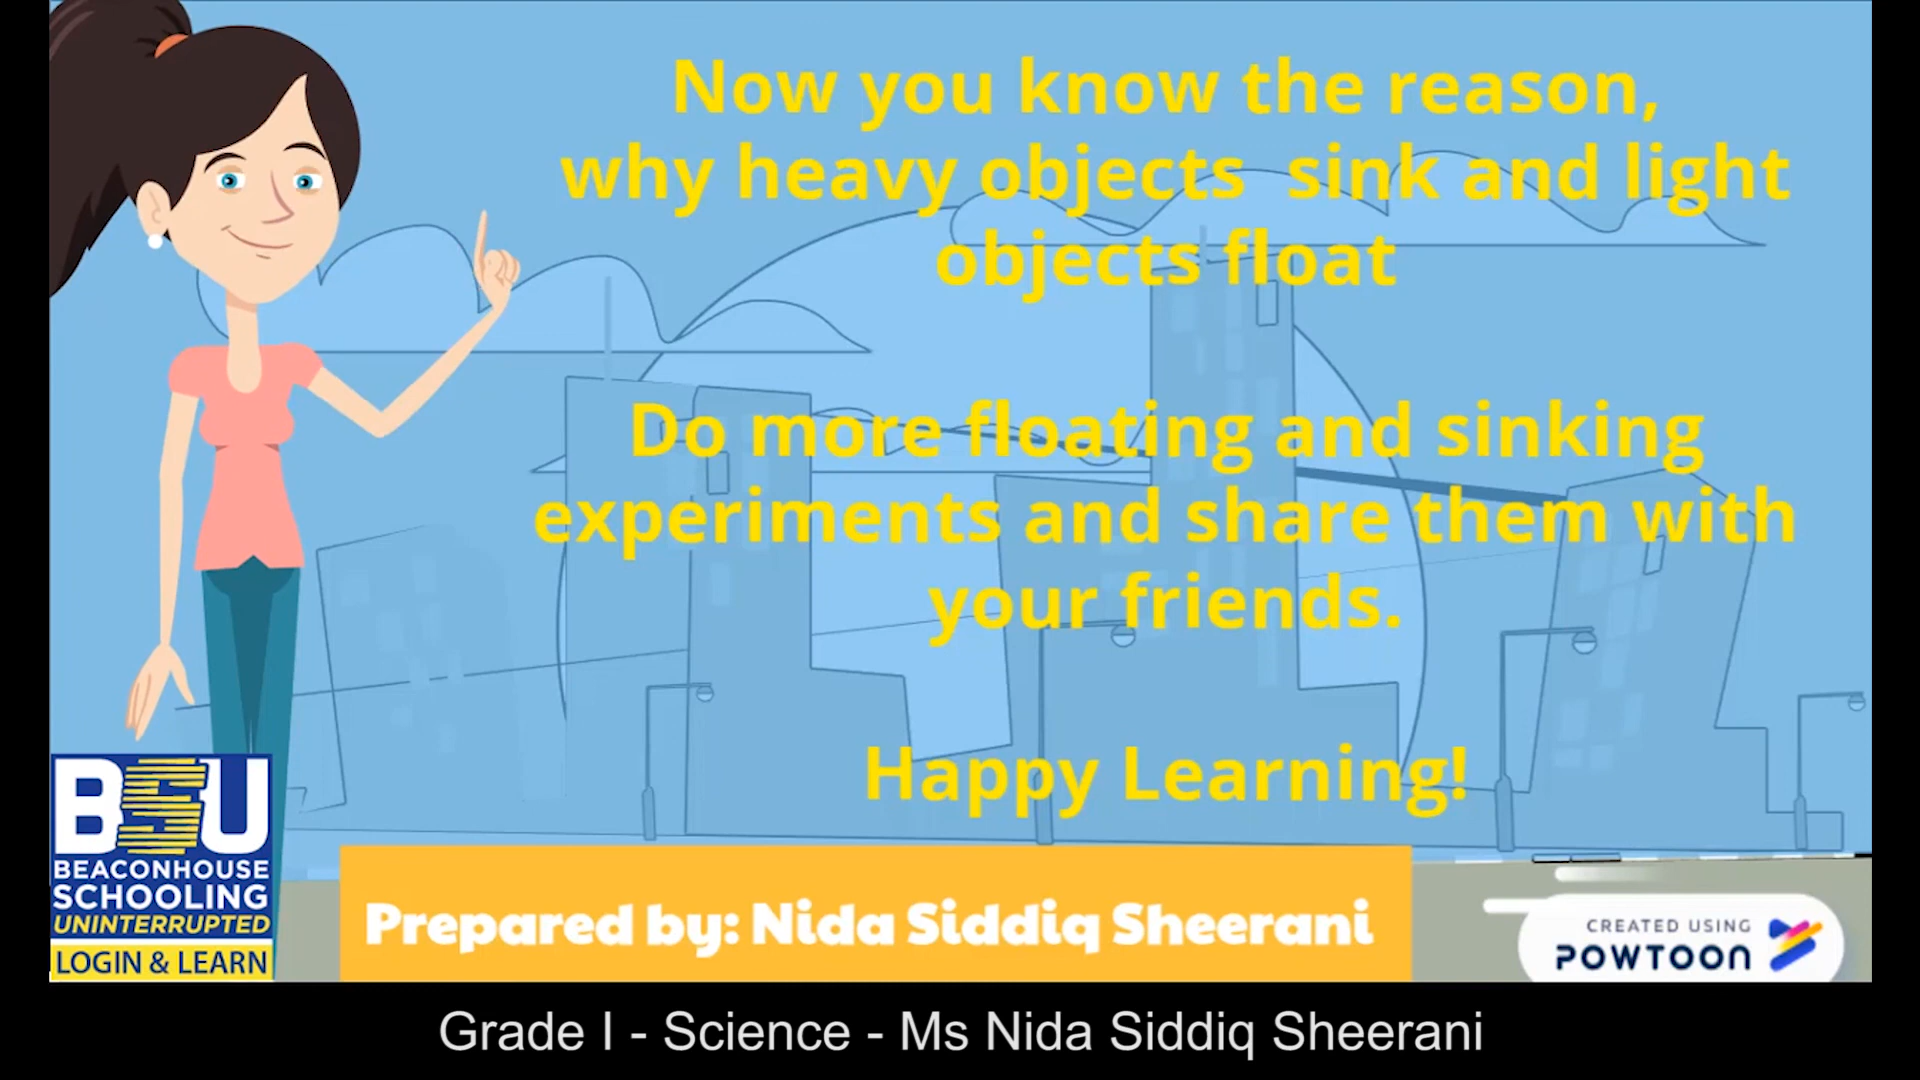 Now you know the reason,
why heavy objects sink and light
objects float
Do more floating and sinking
experiments and share them with
your friends.
Happy Learning!
BSU
BEACONHOUSE
SCHOOLING
UNINTERRUPTED
LOGIN & LEARN
Prepared by: Nida Siddiq Sheerani
CREATED USING
POWTOON
Grade I - Science - Ms Nida Siddiq Sheerani